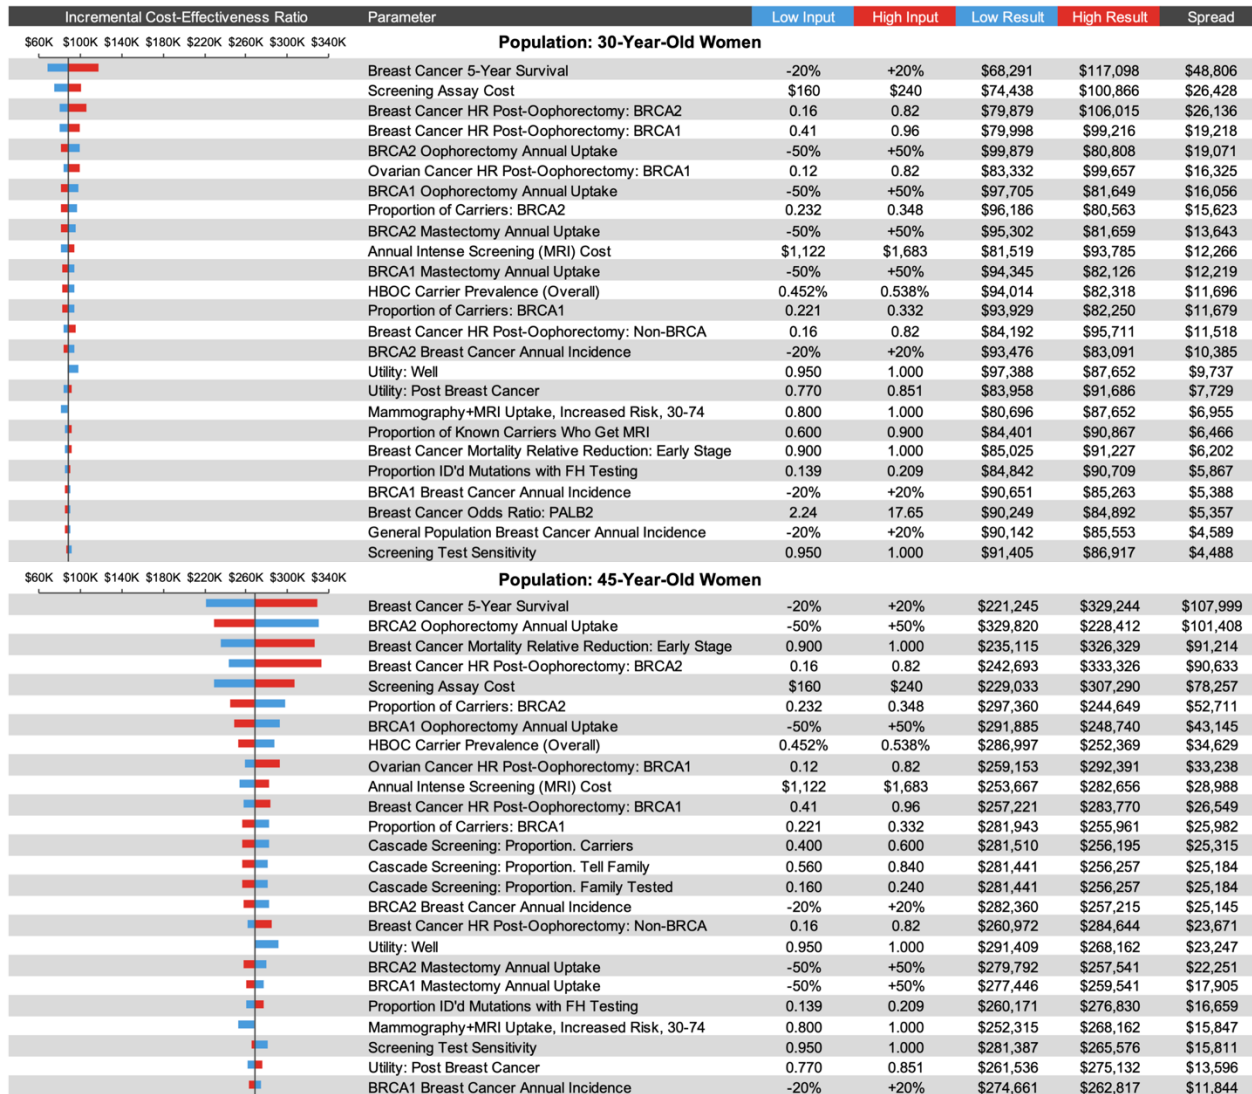 Incremental Cost-Effectiveness Ratio Parameter Low Input High Input Low Result High Result Spread
$60K $100K $140K $180K $220K $260K $300K $340K Population: 30-Year-Old Women
Breast Cancer 5-Year Survival -20% +20% $68,291 $117,098 $48,806
Screening Assay Cost $160 $240 $74,438 $100,866 $26,428
Breast Cancer HR Post-Oophorectomy: BRCA2 0.16 0.82 $79,879 $106,015 $26,136
Breast Cancer HR Post-Oophorectomy: BRCA1 0.41 0.96 $79,998 $99,216 $19,218
BRCA2 Oophorectomy Annual Uptake -50% +50% $99,879 $80,808 $19,071
Ovarian Cancer HR Post-Oophorectomy: BRCA1 0.12 0.82 $83,332 $99,657 $16,325
BRCA1 Oophorectomy Annual Uptake -50% +50% $97,705 $81,649 $16,056
Proportion of Carriers: BRCA2 0.232 0.348 $96,186 $80,563 $15,623
BRCA2 Mastectomy Annual Uptake -50% +50% $95,302 $81,659 $13,643
Annual Intense Screening (MRI) Cost $1,122 $1,683 $81,519 $93,785 $12,266
BRCA1 Mastectomy Annual Uptake -50% +50% $94,345 $82,126 $12,219
HBOC Carrier Prevalence (Overall) 0.452% 0.538% $94,014 $82,318 $11,696
Proportion of Carriers: BRCA1 0.221 0.332 $93,929 $82,250 $11,679
Breast Cancer HR Post-Oophorectomy: Non-BRCA 0.16 0.82 $84,192 $95,711 $11,518
BRCA2 Breast Cancer Annual Incidence -20% +20% $93,476 $83,091 $10,385
Utility: Well 0.950 1.000 $97,388 $87,652 $9,737
Utility: Post Breast Cancer 0.770 0.851 $83,958 $91,686 $7,729
Mammography+MRI Uptake, Increased Risk, 30-74 0.800 1.000 $80,696 $87,652 $6,955
Proportion of Known Carriers Who Get MRI 0.600 0.900 $84,401 $90,867 $6,466
Breast Cancer Mortality Relative Reduction: Early Stage 0.900 1.000 $85,025 $91,227 $6,202
Proportion ID'd Mutations with FH Testing 0.139 0.209 $84,842 $90,709 $5,867
BRCA1 Breast Cancer Annual Incidence -20% +20% $90,651 $85,263 $5,388
Breast Cancer Odds Ratio: PALB2 2.24 17.65 $90,249 $84,892 $5,357
General Population Breast Cancer Annual Incidence -20% +20% $90,142 $85,553 $4,589
Screening Test Sensitivity 0.950 1.000 $91,405 $86,917 $4,488
$60K $100K $140K $180K $220K $260K $300K $340K Population: 45-Year-Old Women
Breast Cancer 5-Year Survival -20% +20% $221,245 $329,244 $107,999
BRCA2 Oophorectomy Annual Uptake -50% +50% $329,820 $228,412 $101,408
Breast Cancer Mortality Relative Reduction: Early Stage 0.900 1.000 $235,115 $326,329 $91,214
Breast Cancer HR Post-Oophorectomy: BRCA2 0.16 0.82 $242,693 $333,326 $90,633
Screening Assay Cost $160 $240 $229,033 $307,290 $78,257
Proportion of Carriers: BRCA2 0.232 0.348 $297,360 $244,649 $52,711
BRCA1 Oophorectomy Annual Uptake -50% +50% $291,885 $248,740 $43,145
HBOC Carrier Prevalence (Overall) 0.452% 0.538% $286,997 $252,369 $34,629
Ovarian Cancer HR Post-Oophorectomy: BRCA1 0.12 0.82 $259,153 $292,391 $33,238
Annual Intense Screening (MRI) Cost $1,122 $1,683 $253,667 $282,656 $28,988
Breast Cancer HR Post-Oophorectomy: BRCA1 0.41 0.96 $257,221 $283,770 $26,549
Proportion of Carriers: BRCA1 0.221 0.332 $281,943 $255,961 $25,982
Cascade Screening: Proportion. Carriers 0.400 0.600 $281,510 $256,195 $25,315
Cascade Screening: Proportion. Tell Family 0.560 0.840 $281,441 $256,257 $25,184
Cascade Screening: Proportion. Family Tested 0.160 0.240 $281,441 $256,257 $25,184
BRCA2 Breast Cancer Annual Incidence -20% +20% $282,360 $257,215 $25,145
Breast Cancer HR Post-Oophorectomy: Non-BRCA 0.16 0.82 $260,972 $284,644 $23,671
Utility: Well 0.950 1.000 $291,409 $268,162 $23,247
BRCA2 Mastectomy Annual Uptake -50% +50% $279,792 $257,541 $22,251
BRCA1 Mastectomy Annual Uptake -50% +50% $277,446 $259,541 $17,905
Proportion ID'd Mutations with FH Testing 0.139 0.209 $260,171 $276,830 $16,659
Mammography+MRI Uptake, Increased Risk, 30-74 0.800 1.000 $252,315 $268,162 $15,847
Screening Test Sensitivity 0.950 1.000 $281,387 $265,576 $15,811
Utility: Post Breast Cancer 0.770 0.851 $261,536 $275,132 $13,596
BRCA1 Breast Cancer Annual Incidence -20% +20% $274,661 $262,817 $11,844